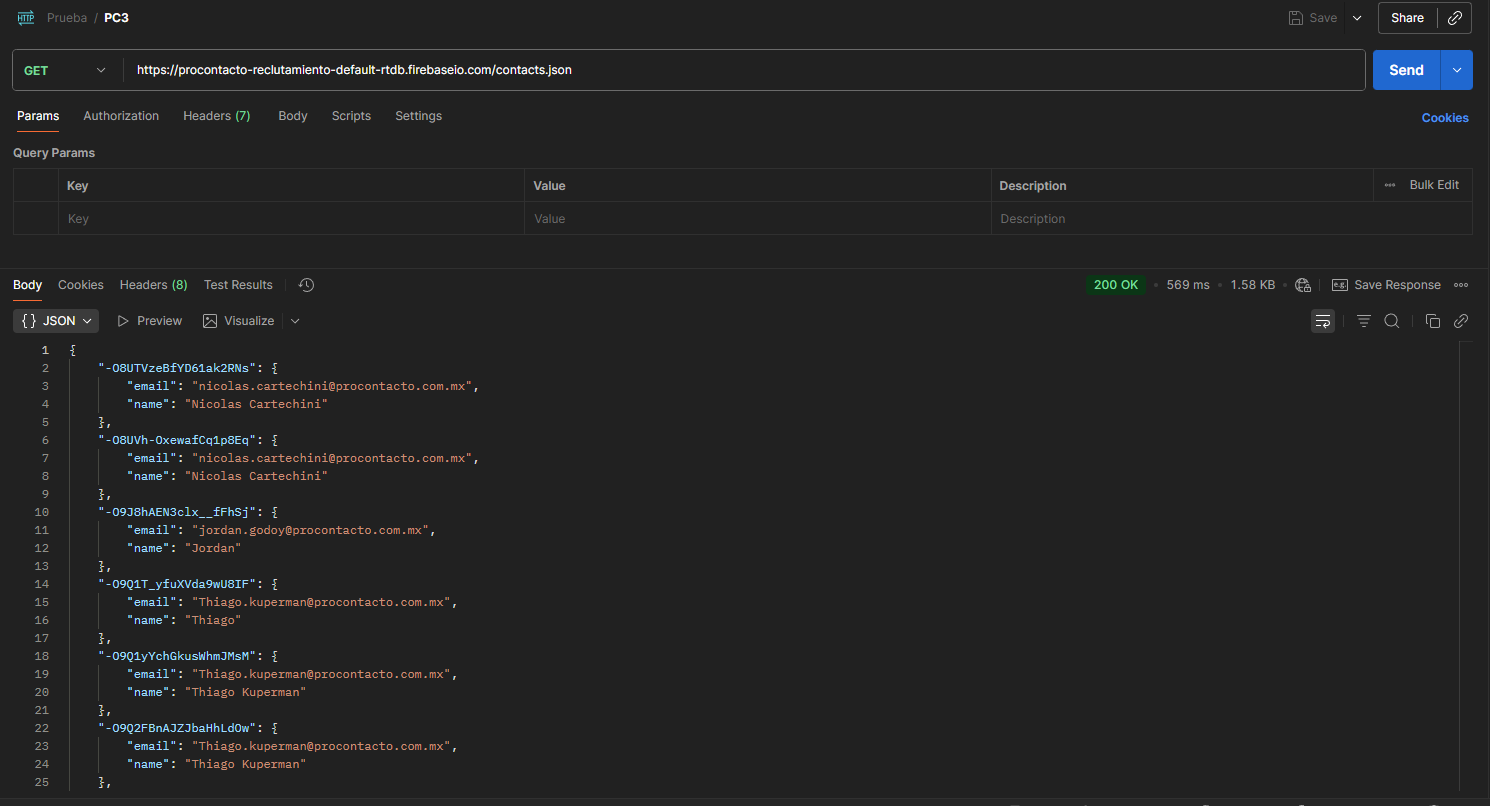 HTTP Prueba / PC3 Save Share
GET https://procontacto-reclutamiento-default-rtdb.firebaseio.com/contacts.json Send
Params Authorization Headers (7) Body Scripts Settings Cookies
Query Params
Key Value Description ••• Bulk Edit
Key Value Description
Body Cookies Headers (8) Test Results 200 OK • 569 ms • 1.58 KB • e.g. Save Response •••
{} JSON Preview Visualize
1 {
2 "-O8UTVzeBfYD61ak2RNs": {
3 "email": "nicolas.cartechini@procontacto.com.mx",
4 "name": "Nicolas Cartechini"
5 },
6 "-O8UVh-OxewafCq1p8Eq": {
7 "email": "nicolas.cartechini@procontacto.com.mx",
8 "name": "Nicolas Cartechini"
9 },
10 "-O9J8hAEN3clx__fFhSj": {
11 "email": "jordan.godoy@procontacto.com.mx",
12 "name": "Jordan"
13 },
14 "-O9Q1T_yfuXVda9wU8IF": {
15 "email": "Thiago.kuperman@procontacto.com.mx",
16 "name": "Thiago"
17 },
18 "-O9Q1yYchGkusWhmJMsM": {
19 "email": "Thiago.kuperman@procontacto.com.mx",
20 "name": "Thiago Kuperman"
21 },
22 "-O9Q2FBnAJZJbaHhLdOw": {
23 "email": "Thiago.kuperman@procontacto.com.mx",
24 "name": "Thiago Kuperman"
25 },